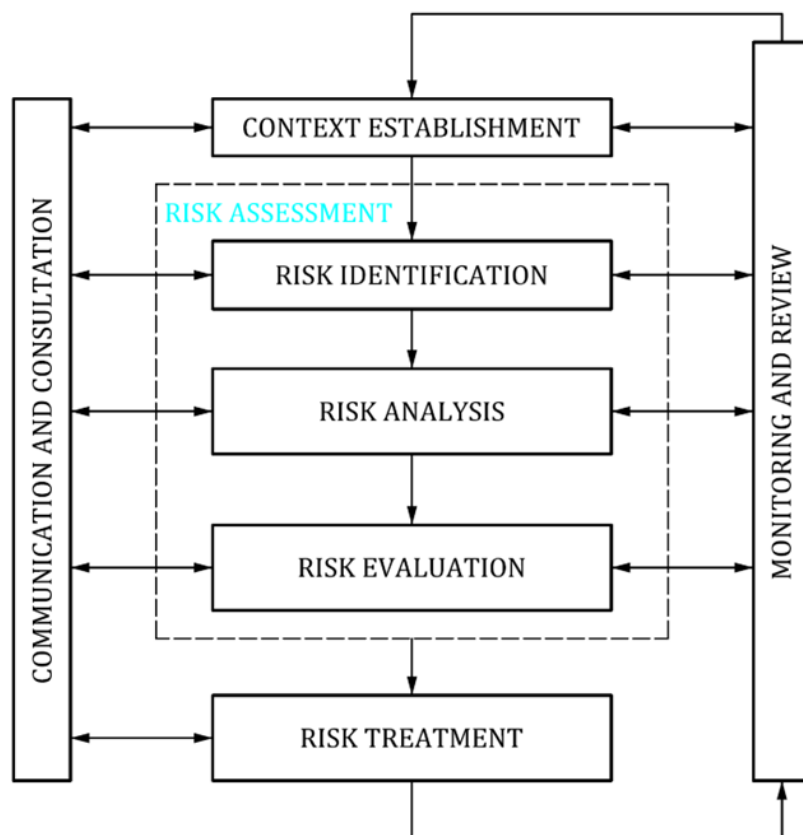 CONTEXT ESTABLISHMENT
RISK ASSESSMENT
RISK IDENTIFICATION
RISK ANALYSIS
RISK EVALUATION
RISK TREATMENT
COMMUNICATION AND CONSULTATION
MONITORING AND REVIEW